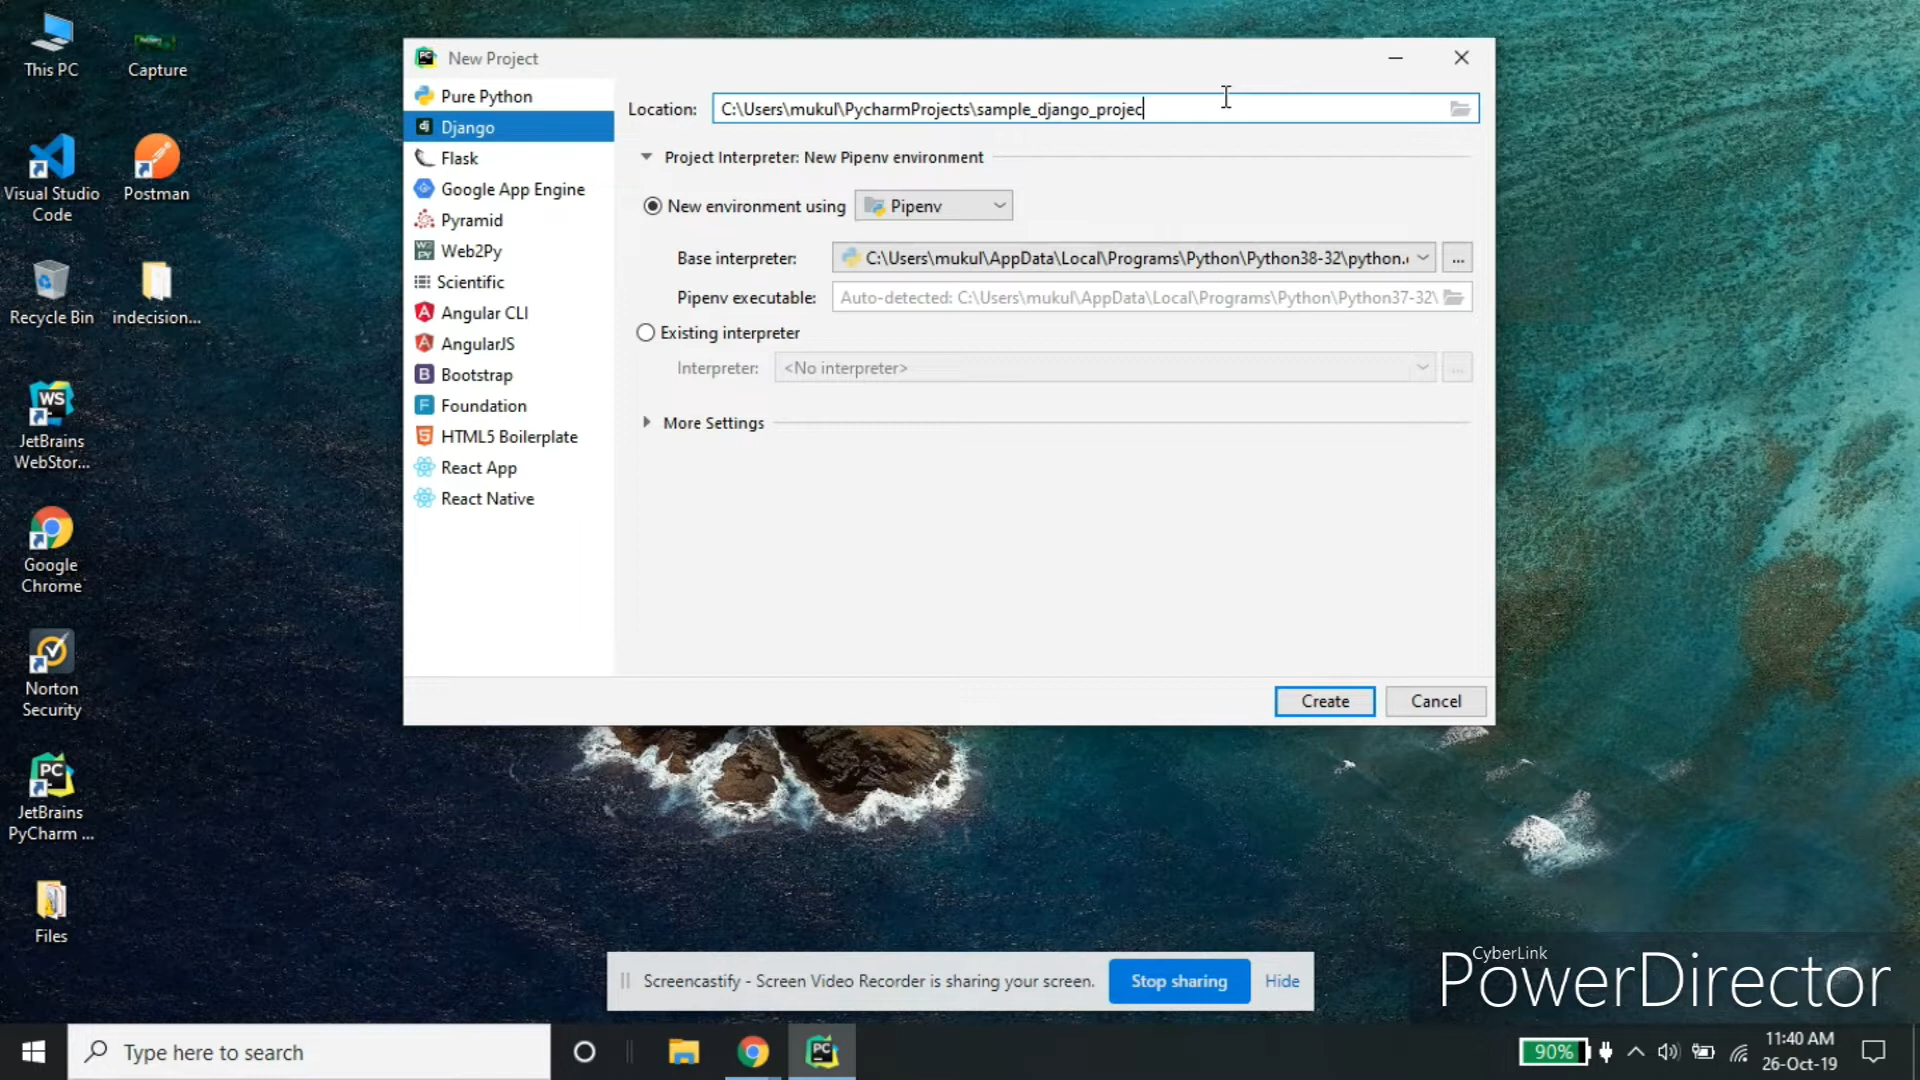 This PC
Capture
Visual Studio
Code
Postman
Recycle Bin
indecision...
JetBrains
WebStor...
Google
Chrome
Norton
Security
JetBrains
PyCharm ...
Files
New Project
Pure Python
Django
Flask
Google App Engine
Pyramid
Web2Py
Scientific
Angular CLI
AngularJS
Bootstrap
Foundation
HTML5 Boilerplate
React App
React Native
Location: C:\Users\mukul\PycharmProjects\sample_django_projec
Project Interpreter: New Pipenv environment
New environment using Pipenv
Base interpreter: C:\Users\mukul\AppData\Local\Programs\Python\Python38-32\python.e ...
Pipenv executable: Auto-detected: C:\Users\mukul\AppData\Local\Programs\Python\Python37-32\
Existing interpreter
Interpreter: <No interpreter> ...
More Settings
Create Cancel
Screencastify - Screen Video Recorder is sharing your screen. Stop sharing Hide
CyberLink
PowerDirector
Type here to search
90%
11:40 AM
26-Oct-19